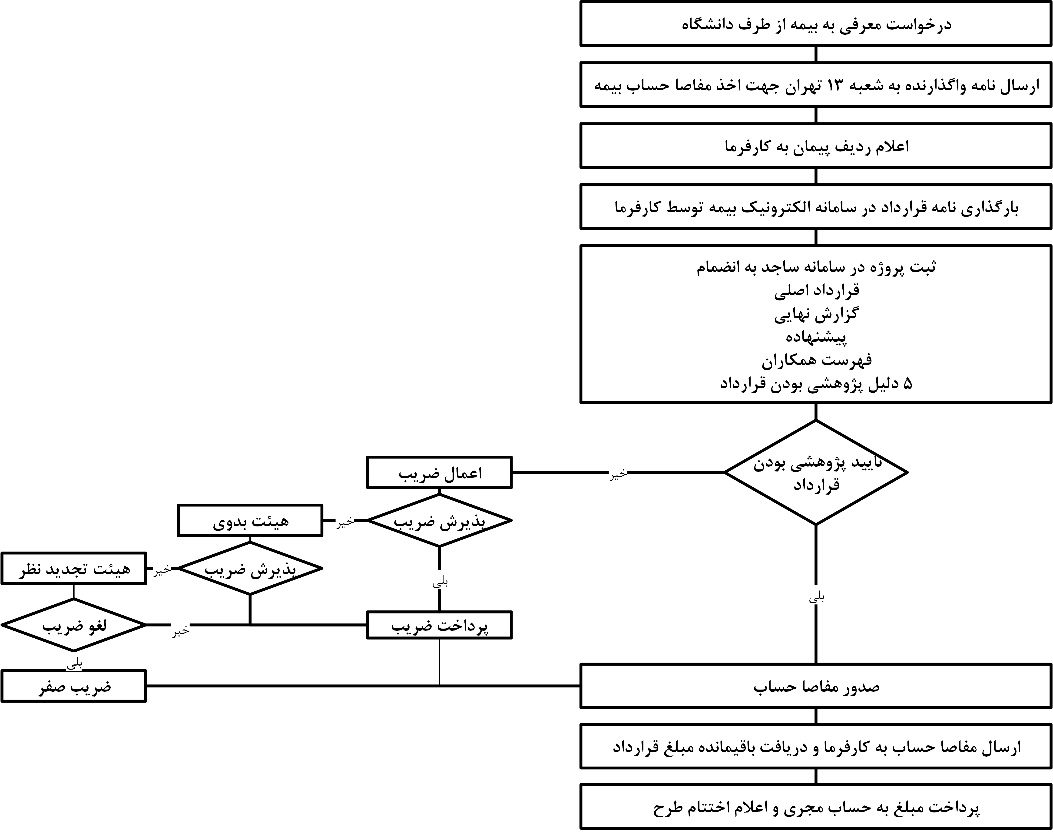 درخواست معرفی به بیمه از طرف دانشگاه
ارسال نامه واگذارنده به شعبه ۱۳ تهران جهت اخذ مفاصا حساب بیمه
اعلام ردیف پیمان به کارفرما
بارگذاری نامه قرارداد در سامانه الکترونیک بیمه توسط کارفرما
ثبت پروژه در سامانه ساجد به انضمام
قرارداد اصلی
گزارش نهایی
پیشنهاده
فهرست همکاران
۵ دلیل پژوهشی بودن قرارداد
تایید پژوهشی بودن
قرارداد
خیر
اعمال ضریب
پذیرش ضریب
خیر
هیئت بدوی
پذیرش ضریب
خیر
هیئت تجدید نظر
لغو ضریب
خیر
بلی
پرداخت ضریب
بلی
ضریب صفر
بلی
صدور مفاصا حساب
ارسال مفاصا حساب به کارفرما و دریافت باقیمانده مبلغ قرارداد
پرداخت مبلغ به حساب مجری و اعلام اختتام طرح